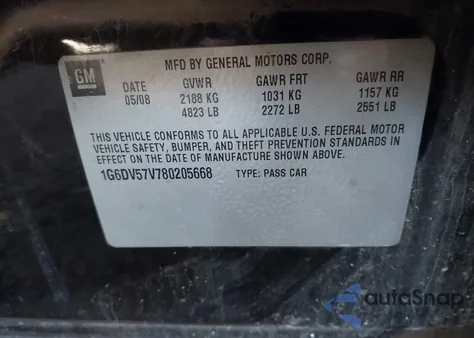 MFD BY GENERAL MOTORS CORP.
GM
DATE GVWR GAWR FRT GAWR RR
05/08 2188 KG 1031 KG 1157 KG
4823 LB 2272 LB 2551 LB
THIS VEHICLE CONFORMS TO ALL APPLICABLE U.S. FEDERAL MOTOR
VEHICLE SAFETY, BUMPER, AND THEFT PREVENTION STANDARDS IN
EFFECT ON THE DATE OF MANUFACTURE SHOWN ABOVE.
1G6DV57V780205668 TYPE: PASS CAR
autoSnap